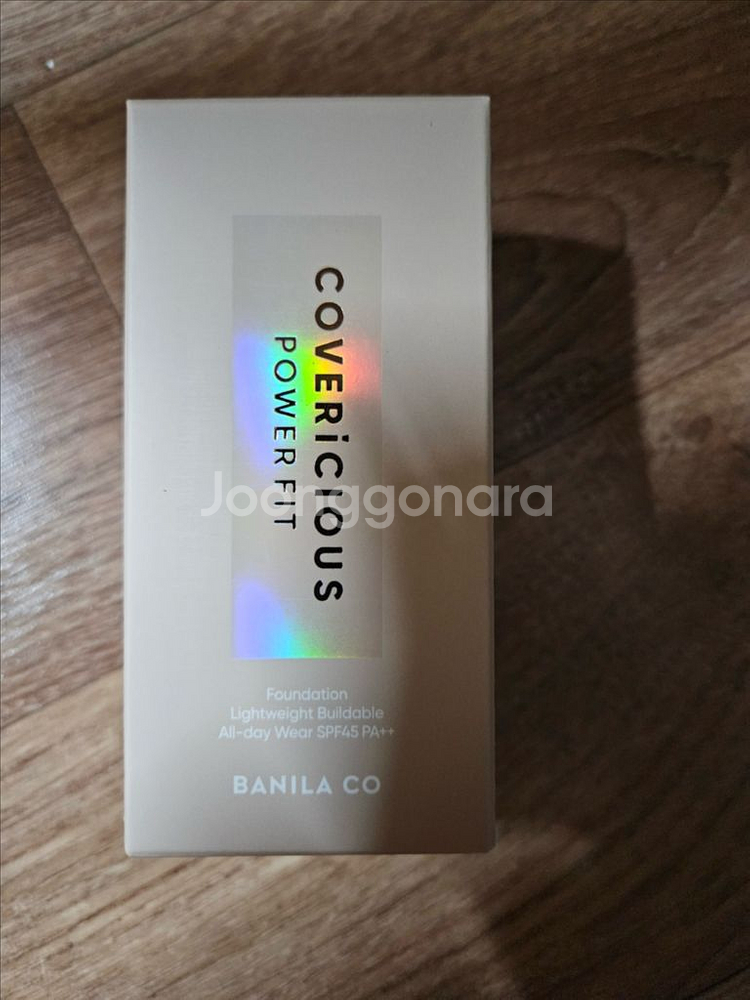 COVERiCIOUS
POWER FIT
Joonggonara
Foundation
Lightweight Buildable
All-day Wear SPF45 PA++
BANILA CO